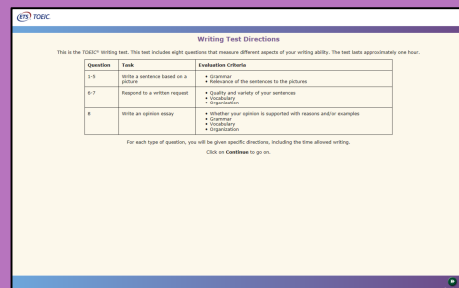 ETS TOEIC®
Writing Test Directions
This is the TOEIC® Writing test. This test includes eight questions that measure different aspects of your writing ability. The test lasts approximately one hour.
Question Task Evaluation Criteria
1-5 Write a sentence based on a picture
• Grammar
• Relevance of the sentences to the pictures
6-7 Respond to a written request
• Quality and variety of your sentences
• Vocabulary
• Organization
8 Write an opinion essay
• Whether your opinion is supported with reasons and/or examples
• Grammar
• Vocabulary
• Organization
For each type of question, you will be given specific directions, including the time allowed writing.
Click on Continue to go on.